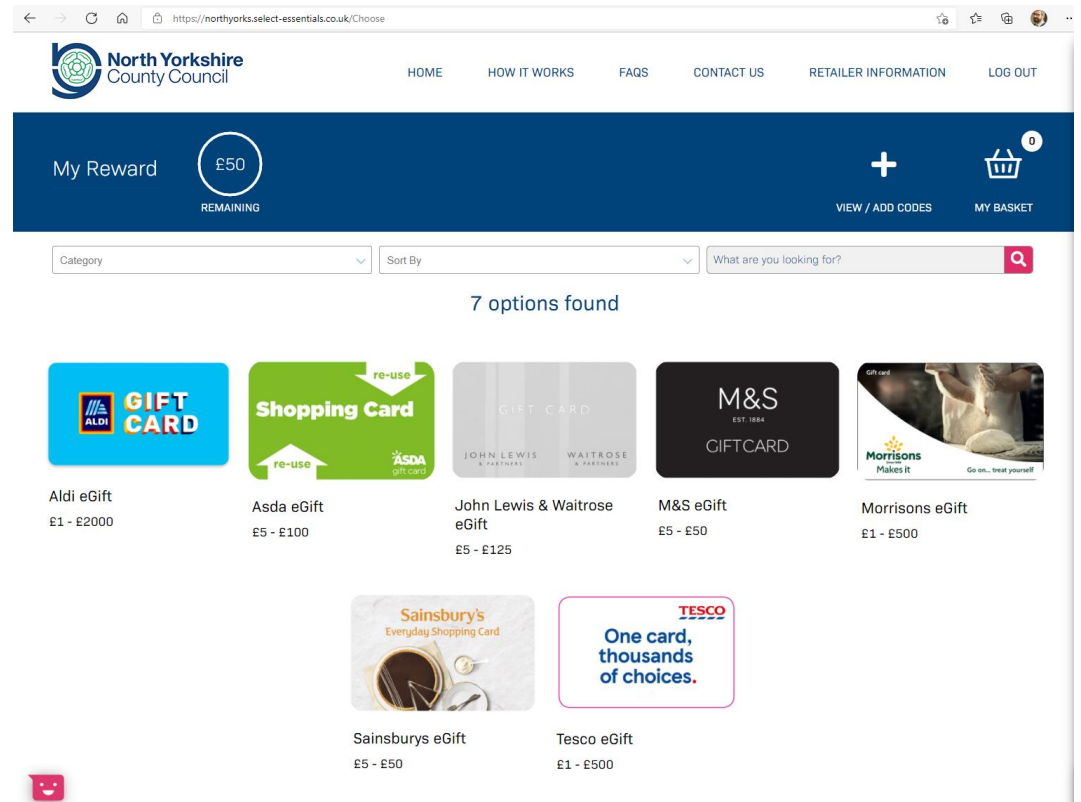 https://northyorks.select-essentials.co.uk/Choose
North Yorkshire
County Council
HOME
HOW IT WORKS
FAQS
CONTACT US
RETAILER INFORMATION
LOG OUT
My Reward
£50
REMAINING
VIEW / ADD CODES
0
MY BASKET
Category
Sort By
What are you looking for?
7 options found
ALDI
GIFT
CARD
Aldi eGift
£1 - £2000
re-use
Shopping Card
re-use
ASDA
gift card
Asda eGift
£5 - £100
GIFT CARD
JOHN LEWIS
& PARTNERS
WAITROSE
& PARTNERS
John Lewis & Waitrose
eGift
£5 - £125
M&S
EST. 1884
GIFTCARD
M&S eGift
£5 - £50
Gift card
Morrisons
Since 1899
Makes it
Go on... treat yourself
Morrisons eGift
£1 - £500
Sainsbury's
Everyday Shopping Card
Sainsburys eGift
£5 - £50
TESCO
One card,
thousands
of choices.
Tesco eGift
£1 - £500